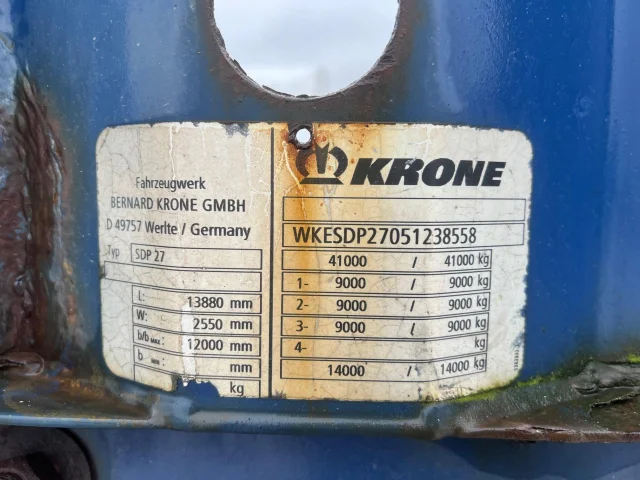 Fahrzeugwerk
BERNARD KRONE GMBH
D 49757 Werlte / Germany
Typ SDP 27
L: 13880 mm
W: 2550 mm
b/b MAX: 12000 mm
b MIN: mm
kg
KRONE
WKESDP27051238558
41000 / 41000 kg
1- 9000 / 9000 kg
2- 9000 / 9000 kg
3- 9000 / 9000 kg
4- kg
14000 / 14000 kg